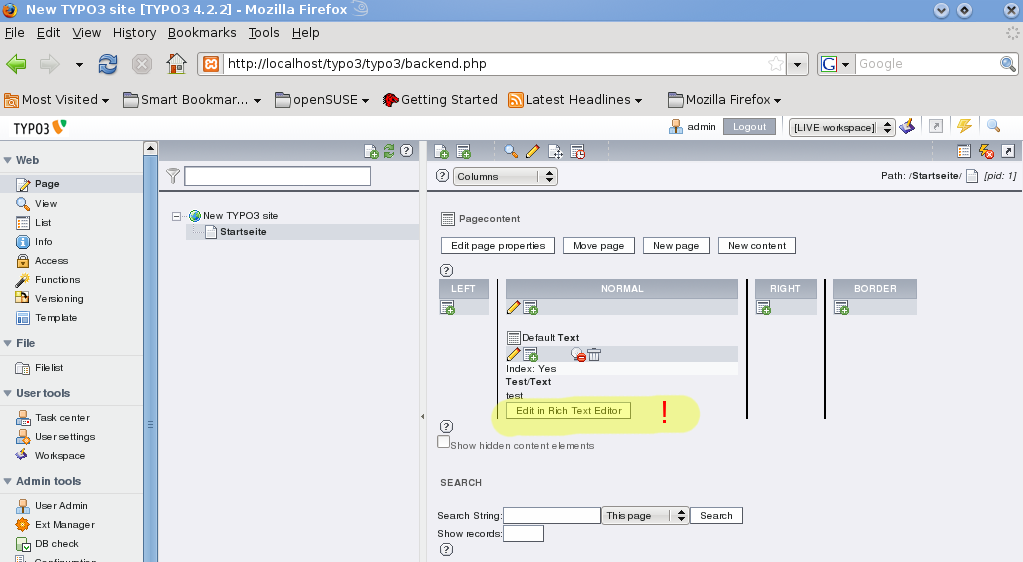 New TYPO3 site [TYPO3 4.2.2] - Mozilla Firefox
File Edit View History Bookmarks Tools Help
http://localhost/typo3/typo3/backend.php
G Google
Most Visited Smart Bookmar... openSUSE Getting Started Latest Headlines Mozilla Firefox
TYPO3 admin Logout [LIVE workspace]
Web
Page
View
List
Info
Access
Functions
Versioning
Template
File
Filelist
User tools
Task center
User settings
Workspace
Admin tools
User Admin
Ext Manager
DB check
Configuration
New TYPO3 site
Startseite
Columns Path: /Startseite/ [pid: 1]
Pagecontent
Edit page properties Move page New page New content
LEFT NORMAL RIGHT BORDER
Default Text
Index: Yes
Test/Text
test
Edit in Rich Text Editor !
Show hidden content elements
SEARCH
Search String: This page Search
Show records: